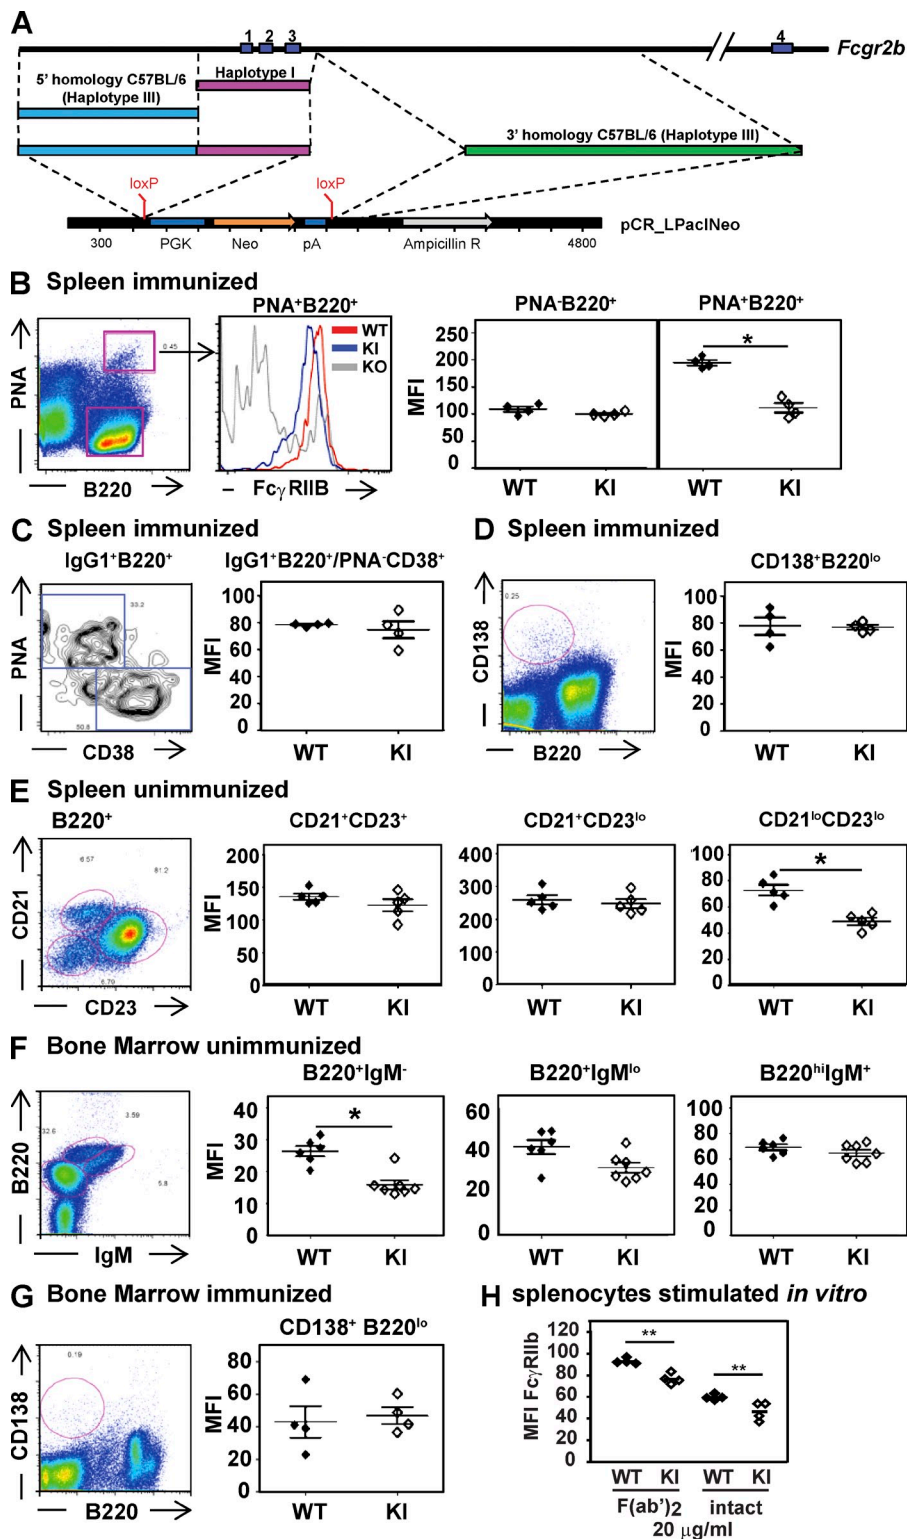 A
1 2 3 4
Fcgr2b
5' homology C57BL/6
(Haplotype III)
Haplotype I
3' homology C57BL/6 (Haplotype III)
loxP loxP
pCR_LPacINeo
300 PGK Neo pA Ampicillin R 4800
B Spleen immunized
PNA⁺B220⁺
PNA
0.45
B220
WT
KI
KO
FcγRIIB
PNA⁻B220⁺ PNA⁺B220⁺
MFI
250
200
150
100
50
0
*
WT KI WT KI
C Spleen immunized
IgG1⁺B220⁺
PNA
33.2
50.8
CD38
IgG1⁺B220⁺/PNA⁻CD38⁺
MFI
100
80
60
40
20
0
WT KI
D Spleen immunized
CD138
0.25
B220
CD138⁺B220ˡᵒ
MFI
100
80
60
40
20
0
WT KI
E Spleen unimmunized
B220⁺
CD21
6.57
81.2
6.70
CD23
CD21⁺CD23⁺
MFI
200
150
100
50
0
WT KI
CD21⁺CD23ˡᵒ
400
300
200
100
0
WT KI
CD21ˡᵒCD23ˡᵒ
100
80
60
40
20
0
*
WT KI
F Bone Marrow unimmunized
B220
32.6
3.59
5.8
IgM
B220⁺IgM⁻
MFI
40
30
20
10
0
*
WT KI
B220⁺IgMˡᵒ
60
40
20
0
WT KI
B220ʰⁱIgM⁺
100
80
60
40
20
0
WT KI
G Bone Marrow immunized
CD138
0.19
B220
CD138⁺ B220ˡᵒ
MFI
80
60
40
20
0
WT KI
H splenocytes stimulated in vitro
MFI FcγRIIb
120
100
80
60
40
20
0
** **
WT KI WT KI
F(ab')2 intact
20 μg/ml